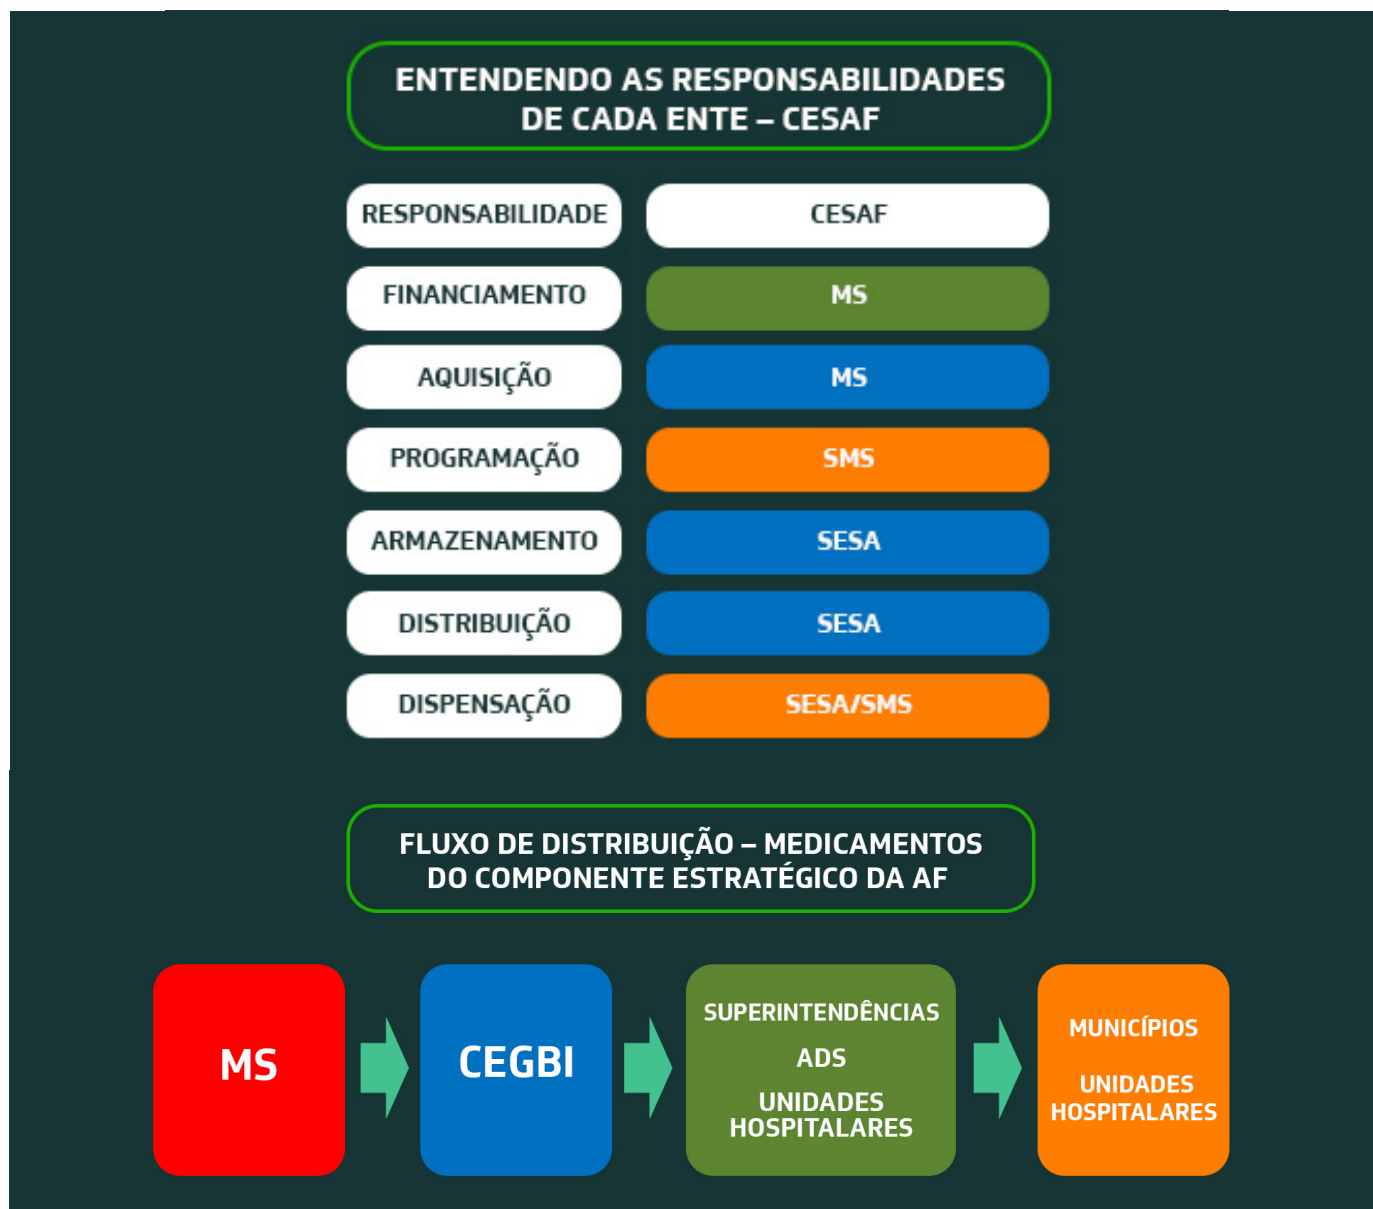 ENTENDENDO AS RESPONSABILIDADES
DE CADA ENTE – CESAF
RESPONSABILIDADE
CESAF
FINANCIAMENTO
MS
AQUISIÇÃO
MS
PROGRAMAÇÃO
SMS
ARMAZENAMENTO
SESA
DISTRIBUIÇÃO
SESA
DISPENSAÇÃO
SESA/SMS
FLUXO DE DISTRIBUIÇÃO – MEDICAMENTOS
DO COMPONENTE ESTRATÉGICO DA AF
MS
CEGBI
SUPERINTENDÊNCIAS
ADS
UNIDADES
HOSPITALARES
MUNICÍPIOS
UNIDADES
HOSPITALARES